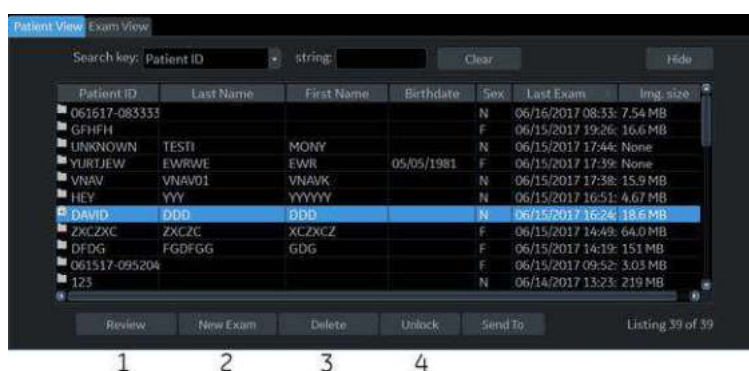 Patient View Exam View
Search key: Patient ID string: Clear Hide
Patient ID Last Name First Name Birthdate Sex Last Exam Img. size
061617-083333 N 06/16/2017 08:33: 7.54 MB
GFHFH F 06/15/2017 19:26: 16.6 MB
UNKNOWN TESTI MONY N 06/15/2017 17:44: None
YURTJEW EWRWE EWR 05/05/1981 F 06/15/2017 17:39: None
VNAV VNAV01 VNAVK N 06/15/2017 17:38: 15.9 MB
HEY YYY YYYYYY N 06/15/2017 16:51: 4.67 MB
DAVID DDD DDD N 06/15/2017 16:24: 18.6 MB
ZXCZXC ZXCZC XCZXCZ F 06/15/2017 14:49: 64.0 MB
DFDG FGDFGG GDG F 06/15/2017 14:19: 151 MB
061517-095204 F 06/15/2017 09:52: 3.03 MB
123 N 06/14/2017 13:23: 219 MB
Review New Exam Delete Unlock Send To Listing 39 of 39
1 2 3 4